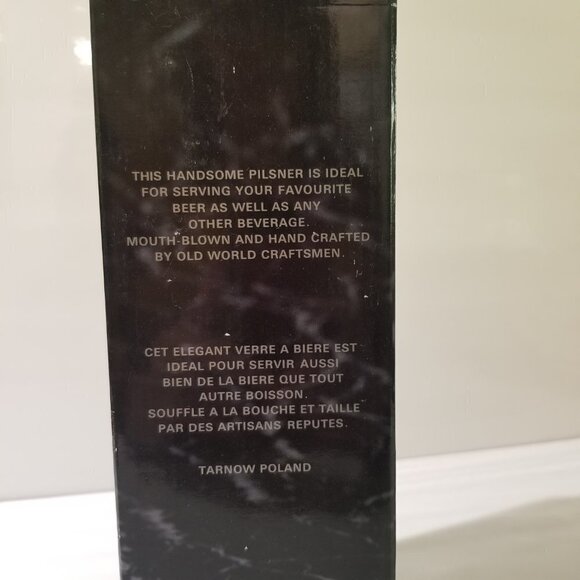 THIS HANDSOME PILSNER IS IDEAL
FOR SERVING YOUR FAVOURITE
BEER AS WELL AS ANY
OTHER BEVERAGE.
MOUTH-BLOWN AND HAND CRAFTED
BY OLD WORLD CRAFTSMEN.
CET ELEGANT VERRE A BIERE EST
IDEAL POUR SERVIR AUSSI
BIEN DE LA BIERE QUE TOUT
AUTRE BOISSON.
SOUFFLE A LA BOUCHE ET TAILLE
PAR DES ARTISANS REPUTES.
TARNOW POLAND